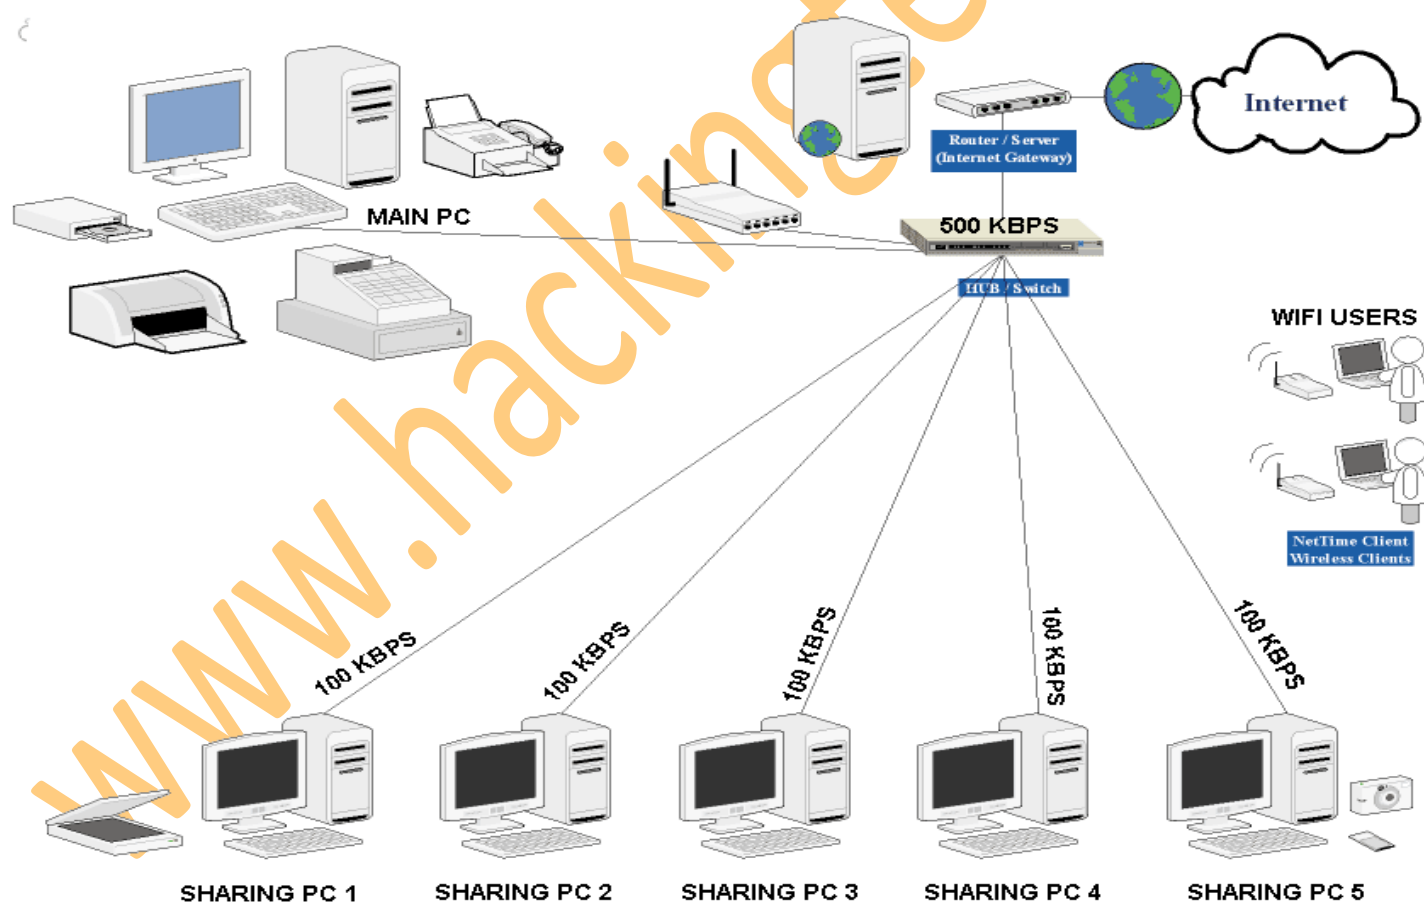 Internet
Router / Server
(Internet Gateway)
MAIN PC
500 KBPS
HUB / Switch
WIFI USERS
NetTime Client
Wireless Clients
100 KBPS
100 KBPS
100 KBPS
100 KBPS
100 KBPS
SHARING PC 1
SHARING PC 2
SHARING PC 3
SHARING PC 4
SHARING PC 5